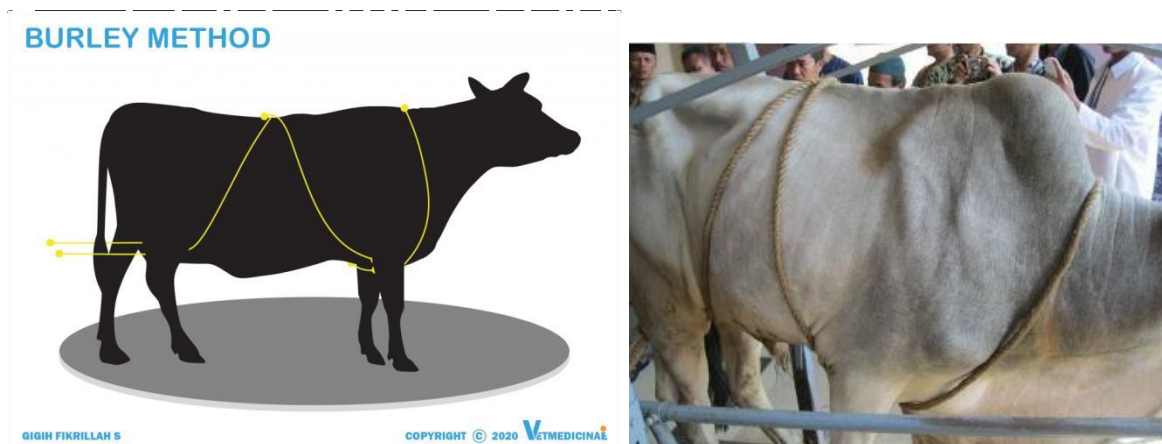 BURLEY METHOD
GIGIH FIKRILLAH S
COPYRIGHT © 2020 VETMEDICINAE